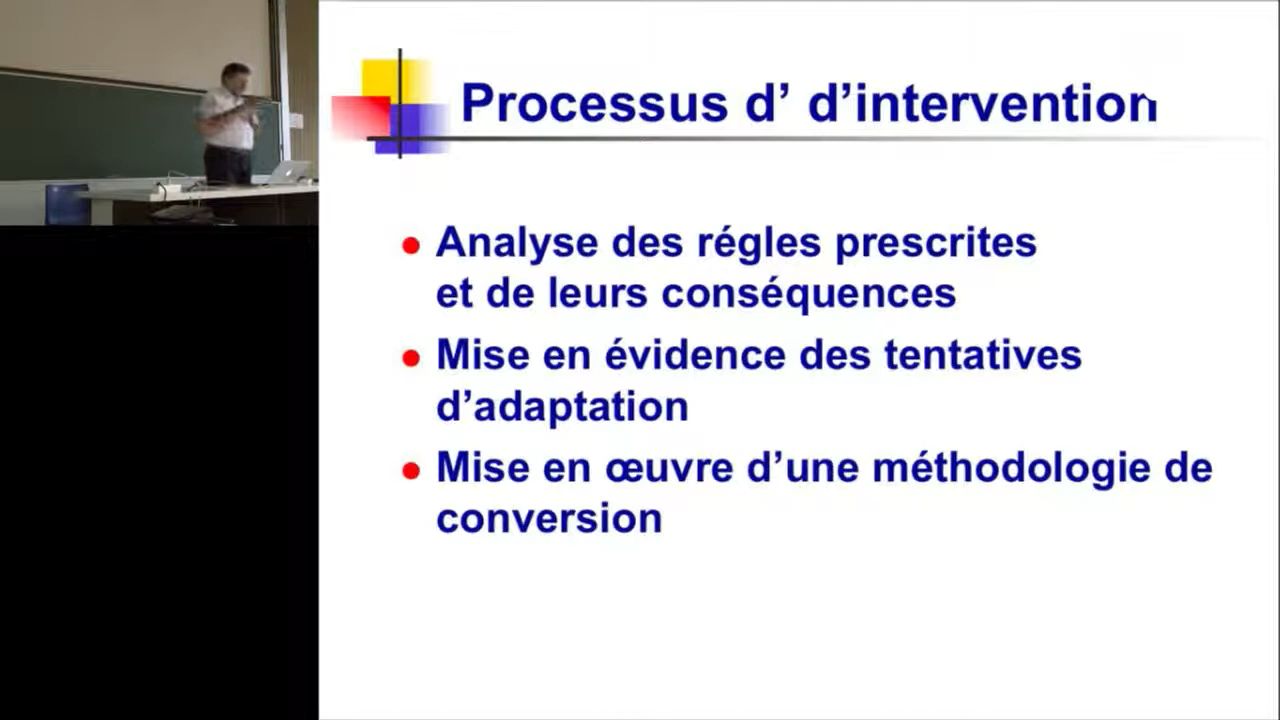 Processus d’ d’intervention
Analyse des régles prescrites
et de leurs conséquences
Mise en évidence des tentatives
d’adaptation
Mise en œuvre d’une méthodologie de
conversion